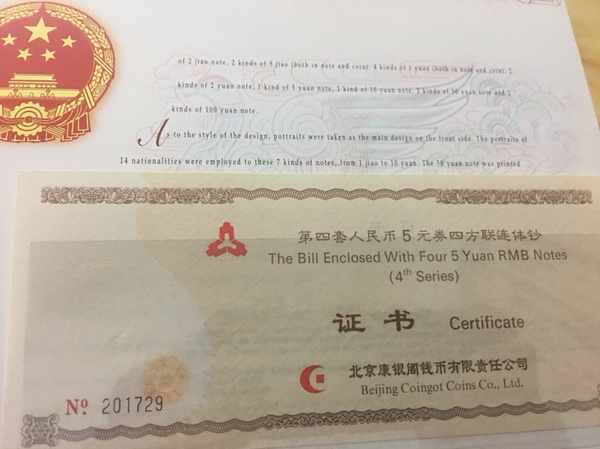 of 2 jiao note, 2 kinds of 5 jiao (both in note and coin), 4 kinds of 1 yuan (both in note and coin), 2
kinds of 2 yuan note, 1 kind of 5 yuan note, 1 kind of 10 yuan note, 2 kinds of 50 yuan note and 2
kinds of 100 yuan note.
As to the style of the design, portraits were taken as the main design on the front side. The portraits of
14 nationalities were employed to these 7 kinds of notes, from 1 jiao to 10 yuan. The 50 yuan note was printed
第四套人民币5元券四方联连体钞
The Bill Enclosed With Four 5 Yuan RMB Notes
(4th Series)
证书 Certificate
北京康银阁钱币有限责任公司
Beijing Coingot Coins Co., Ltd.
Nº 201729